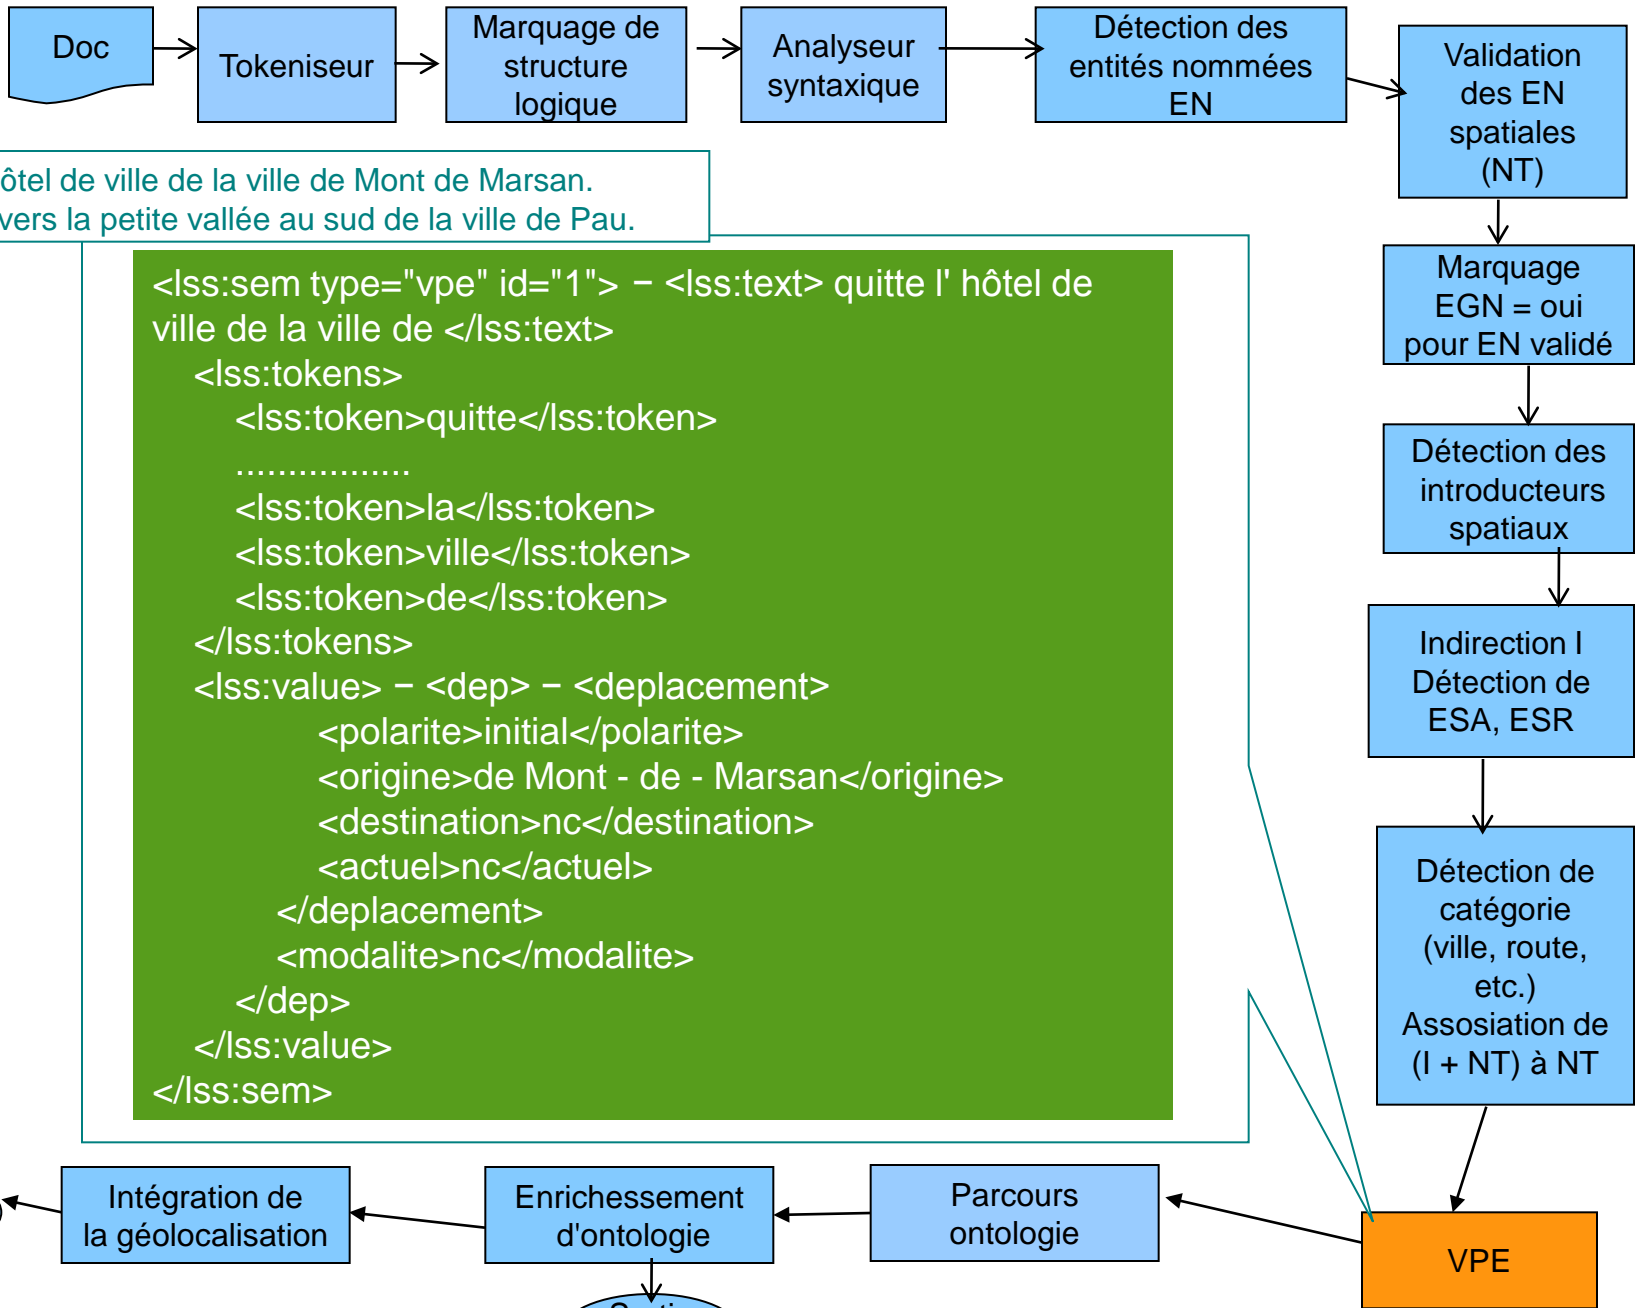 Doc
Tokeniseur
Marquage de
structure
logique
Analyseur
syntaxique
Détection des
entités nommées
EN
Validation
des EN
spatiales
(NT)
ôtel de ville de la ville de Mont de Marsan.
vers la petite vallée au sud de la ville de Pau.
<lss:sem type="vpe" id="1"> – <lss:text> quitte l' hôtel de
ville de la ville de </lss:text>
<lss:tokens>
<lss:token>quitte</lss:token>
.................
<lss:token>la</lss:token>
<lss:token>ville</lss:token>
<lss:token>de</lss:token>
</lss:tokens>
<lss:value> – <dep> – <deplacement>
<polarite>initial</polarite>
<origine>de Mont - de - Marsan</origine>
<destination>nc</destination>
<actuel>nc</actuel>
</deplacement>
<modalite>nc</modalite>
</dep>
</lss:value>
</lss:sem>
Marquage
EGN = oui
pour EN validé
Détection des
introducteurs
spatiaux
Indirection I
Détection de
ESA, ESR
Détection de
catégorie
(ville, route,
etc.)
Assosiation de
(I + NT) à NT
VPE
Parcours
ontologie
Enrichessement
d'ontologie
Intégration de
la géolocalisation